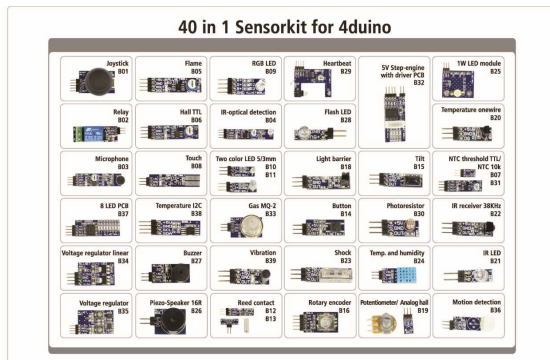 40 in 1 Sensorkit for 4duino
Joystick
B01
Flame
B05
RGB LED
B09
Heartbeat
B29
5V Step-engine
with driver PCB
B32
1W LED module
B25
Relay
B02
Hall TTL
B06
IR-optical detection
B04
Flash LED
B28
Temperature onewire
B20
Microphone
B03
Touch
B08
Two color LED 5/3mm
B10
B11
Light barrier
B18
Tilt
B15
NTC threshold TTL/
NTC 10k
B07
B31
8 LED PCB
B37
Temperature I2C
B38
Gas MQ-2
B33
Button
B14
Photoresistor
B30
IR receiver 38KHz
B22
Voltage regulator linear
B34
Buzzer
B27
Vibration
B39
Shock
B23
Temp. and humidity
B24
IR LED
B21
Voltage regulator
B35
Piezo-Speaker 16R
B26
Reed contact
B12
B13
Rotary encoder
B16
Potentiometer/ Analog hall
B19
Motion detection
B36